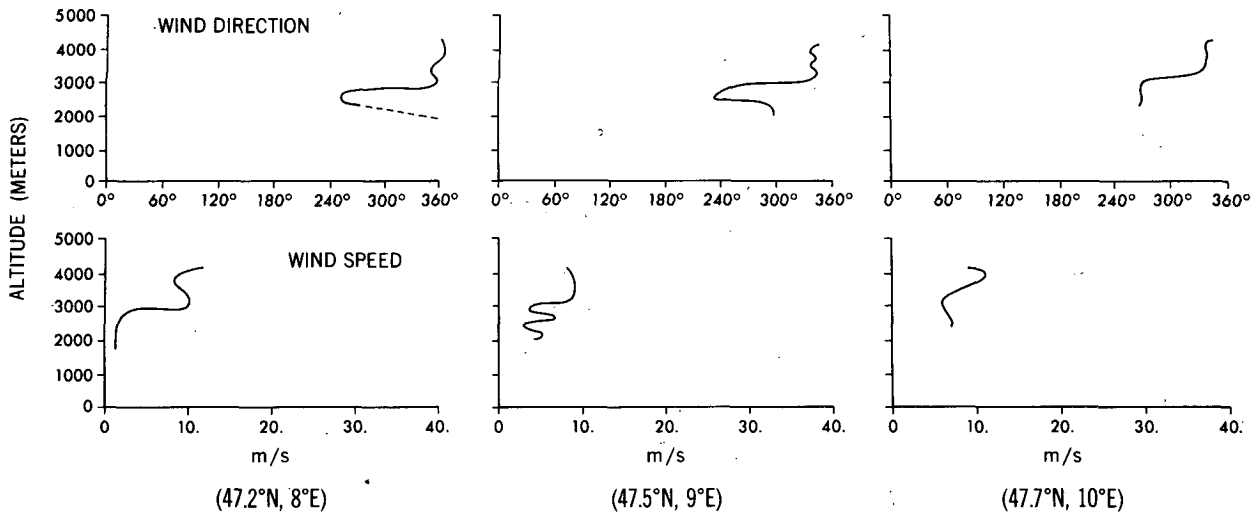 5000
WIND DIRECTION
4000
3000
2000
1000
0
0° 60° 120° 180° 240° 300° 360°
0° 60° 120° 180° 240° 300° 360°
0° 60° 120° 180° 240° 300° 360°
ALTITUDE (METERS)
5000
WIND SPEED
4000
3000
2000
1000
0
0 10. 20. 30. 40.
0 10. 20. 30. 40.
0 10. 20. 30. 40.
m/s
m/s
m/s
(47.2°N, 8°E)
(47.5°N, 9°E)
(47.7°N, 10°E)